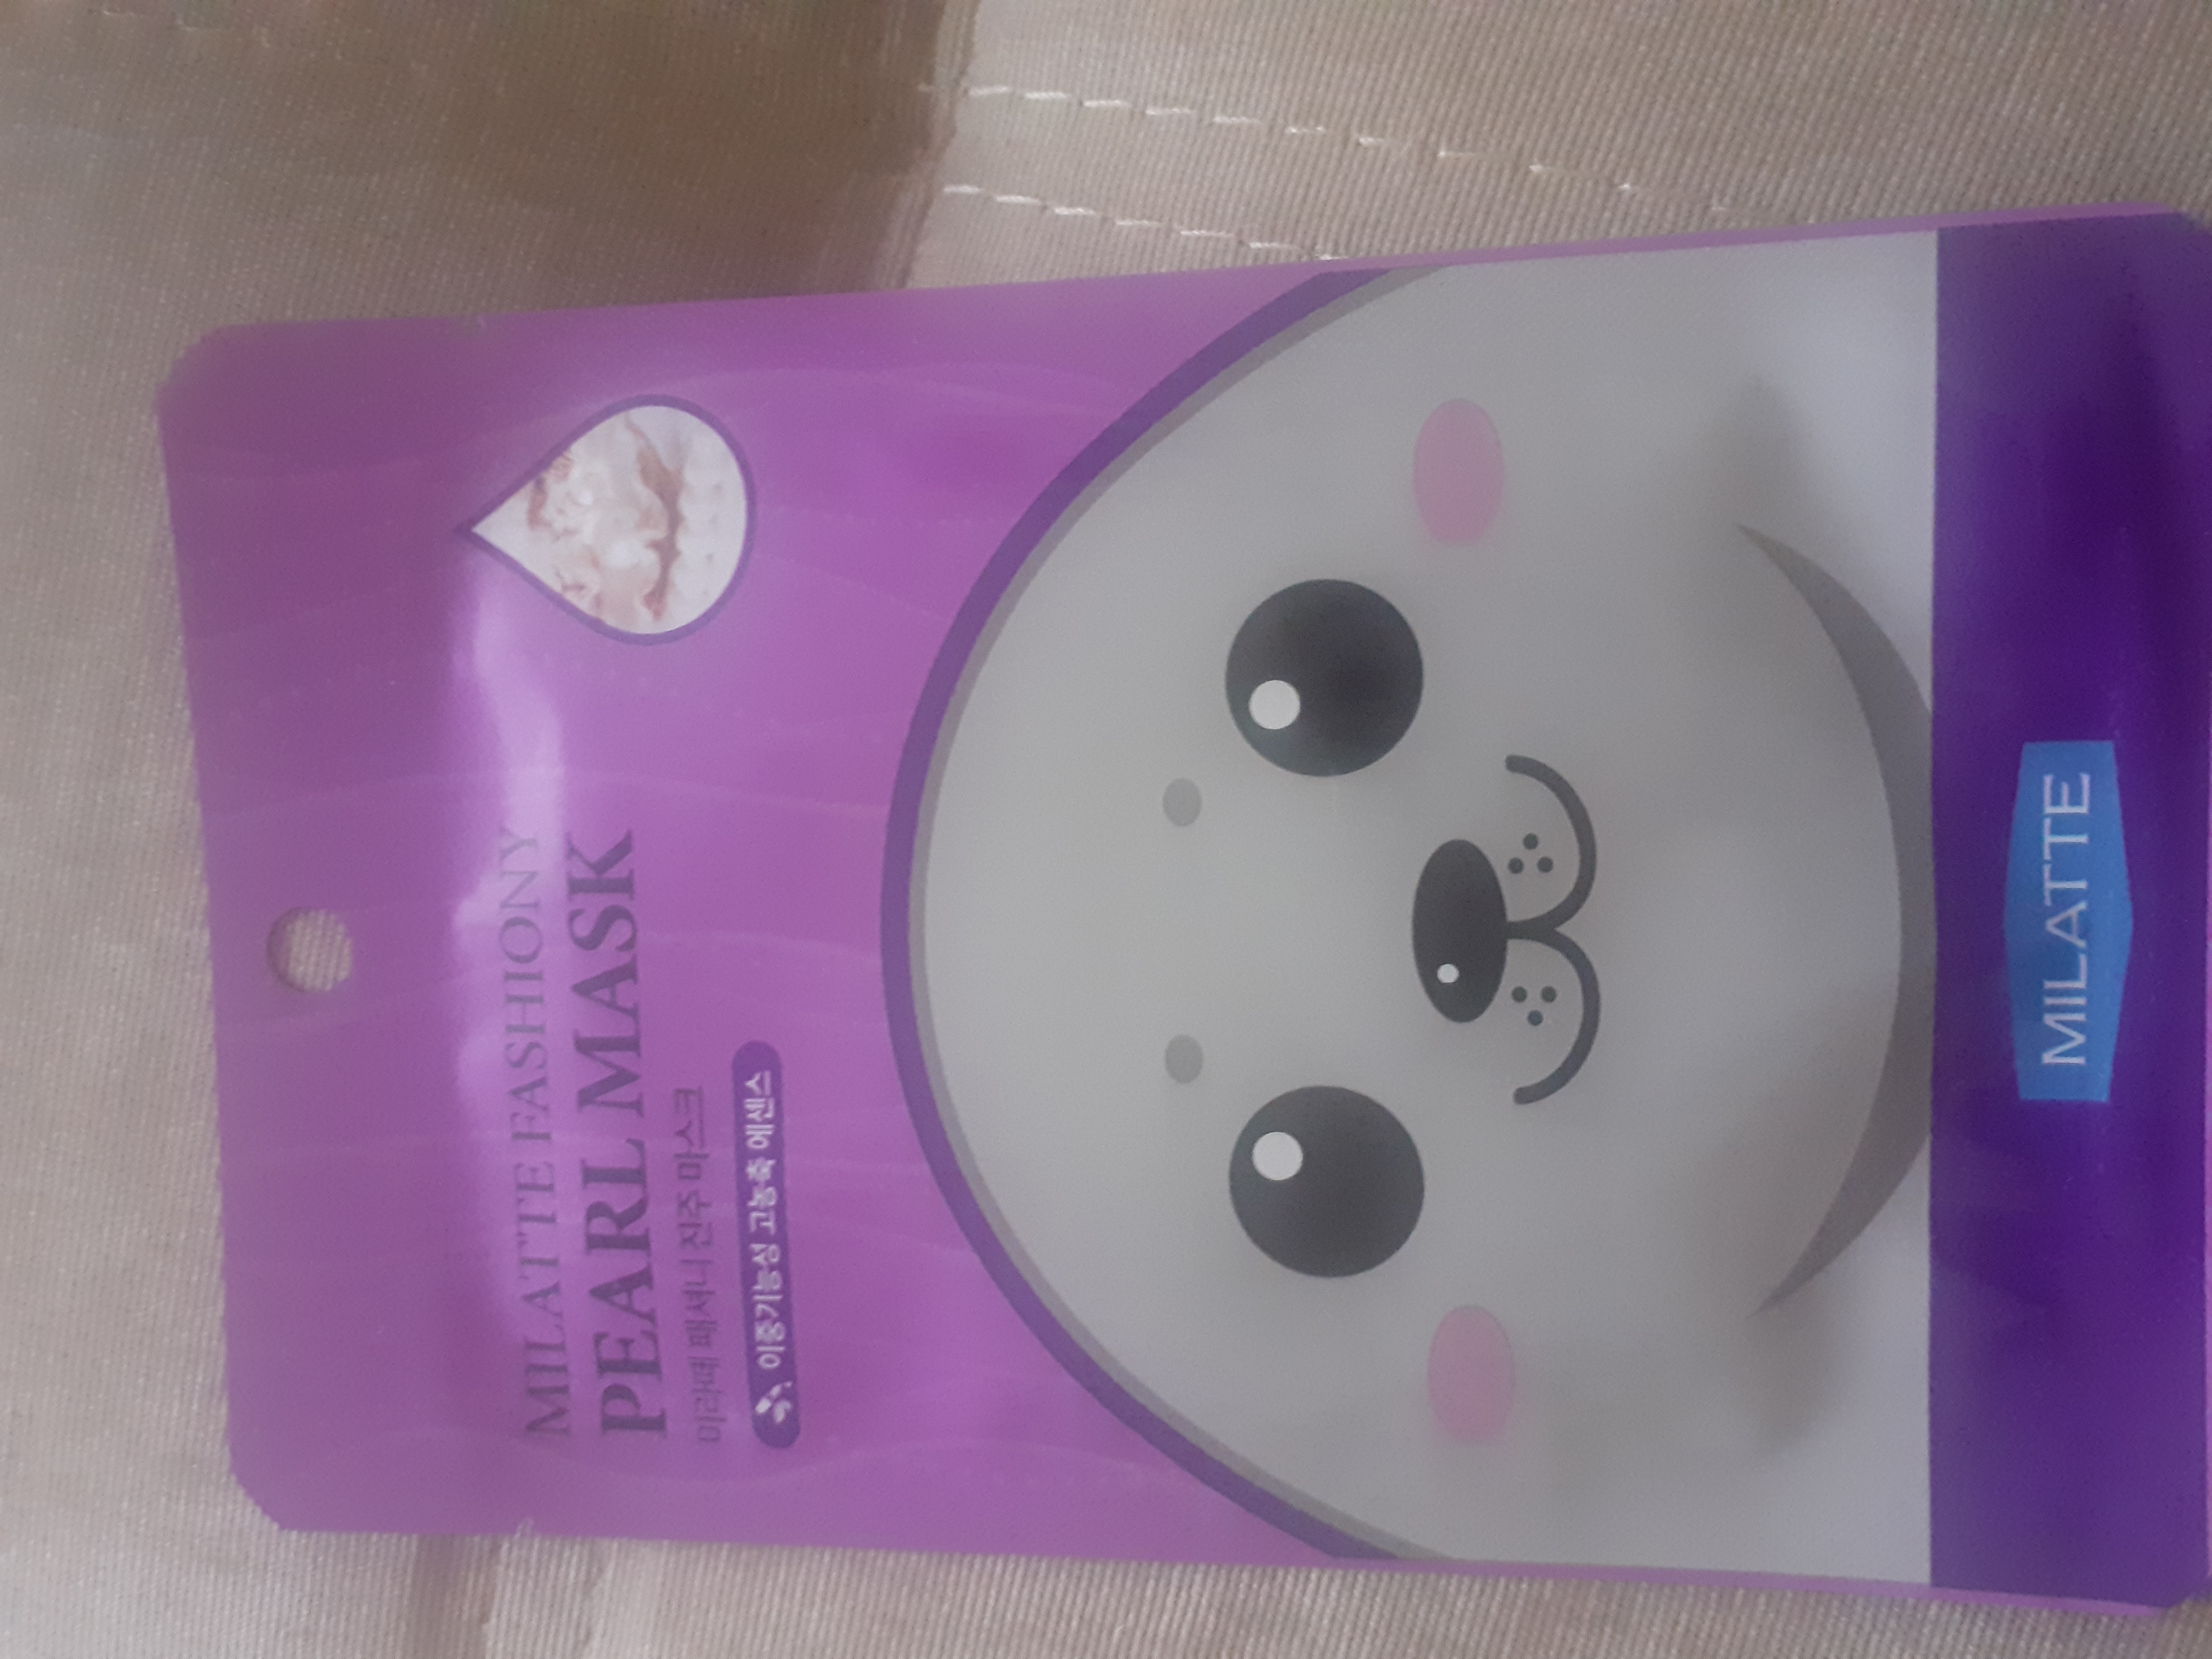 MILATTE FASHIONY
PEARL MASK
미라떼 패셔니 진주 마스크
이중기능성 고농축 에센스
MILATTE